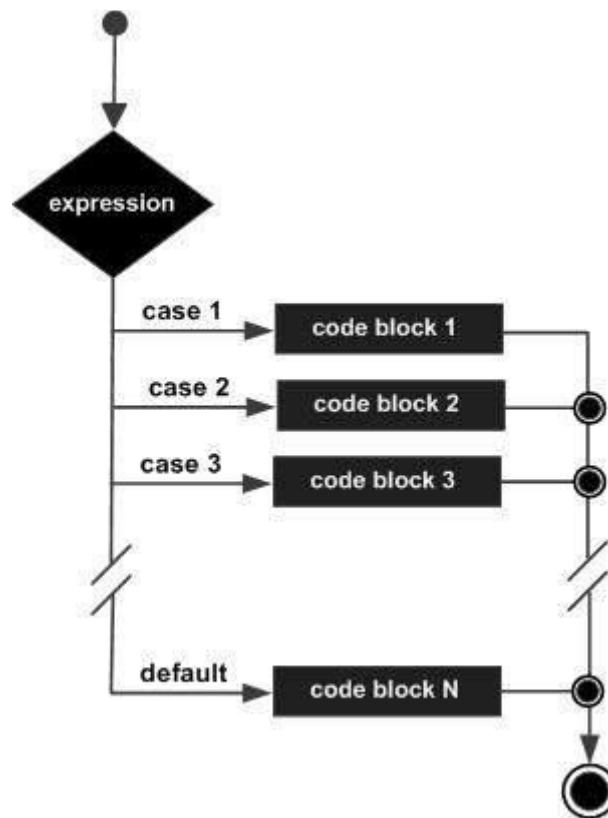 expression
case 1
code block 1
case 2
code block 2
case 3
code block 3
default
code block N